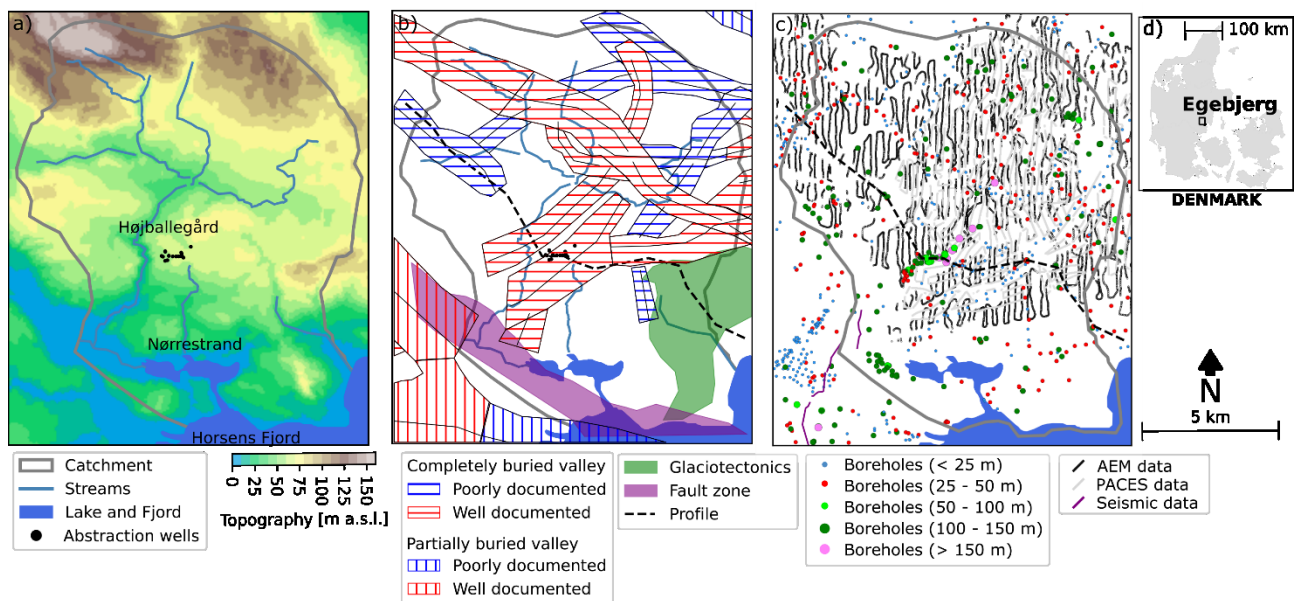 a)
Højballegård
Nørrestrand
Horsens Fjord
b)
c)
d)
100 km
Egebjerg
DENMARK
N
5 km
Catchment
Streams
Lake and Fjord
Abstraction wells
0 25 50 75 100 125 150
Topography [m a.s.l.]
Completely buried valley
Poorly documented
Well documented
Partially buried valley
Poorly documented
Well documented
Glaciotectonics
Fault zone
Profile
Boreholes (< 25 m)
Boreholes (25 - 50 m)
Boreholes (50 - 100 m)
Boreholes (100 - 150 m)
Boreholes (> 150 m)
AEM data
PACES data
Seismic data